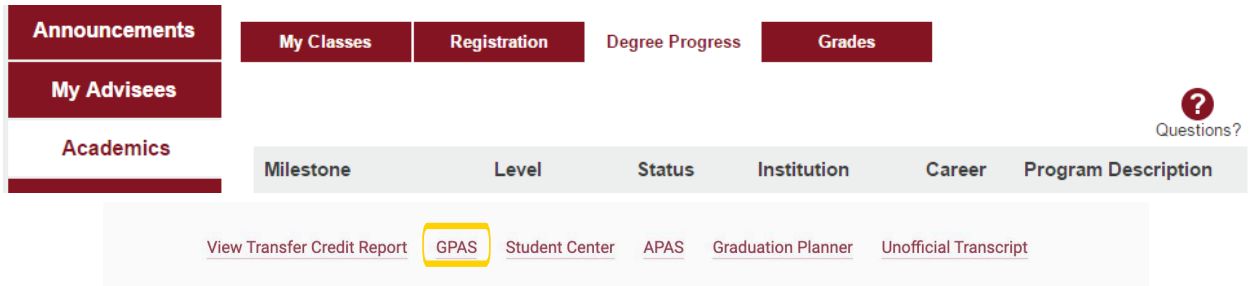 Announcements
My Advisees
Academics
My Classes Registration Degree Progress Grades
?
Questions?
Milestone Level Status Institution Career Program Description
View Transfer Credit Report GPAS Student Center APAS Graduation Planner Unofficial Transcript